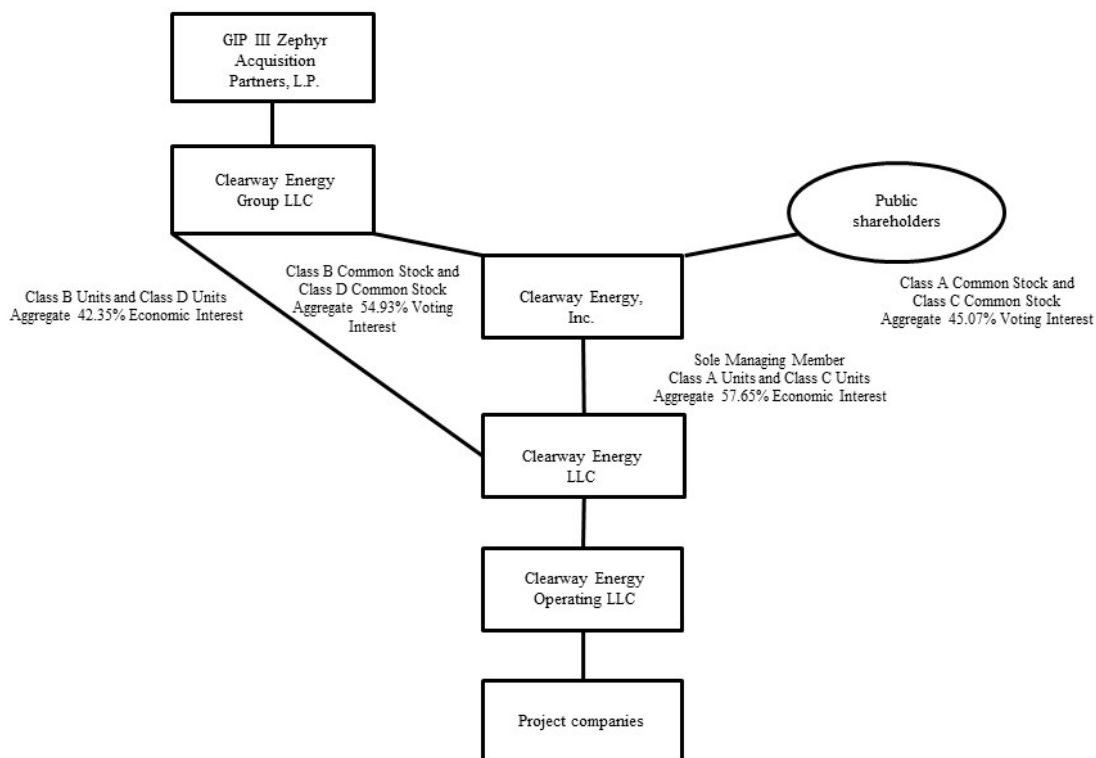 GIP III Zephyr
Acquisition
Partners, L.P.
Clearway Energy
Group LLC
Public
shareholders
Class B Units and Class D Units
Aggregate 42.35% Economic Interest
Class B Common Stock and
Class D Common Stock
Aggregate 54.93% Voting
Interest
Clearway Energy,
Inc.
Class A Common Stock and
Class C Common Stock
Aggregate 45.07% Voting Interest
Sole Managing Member
Class A Units and Class C Units
Aggregate 57.65% Economic Interest
Clearway Energy
LLC
Clearway Energy
Operating LLC
Project companies